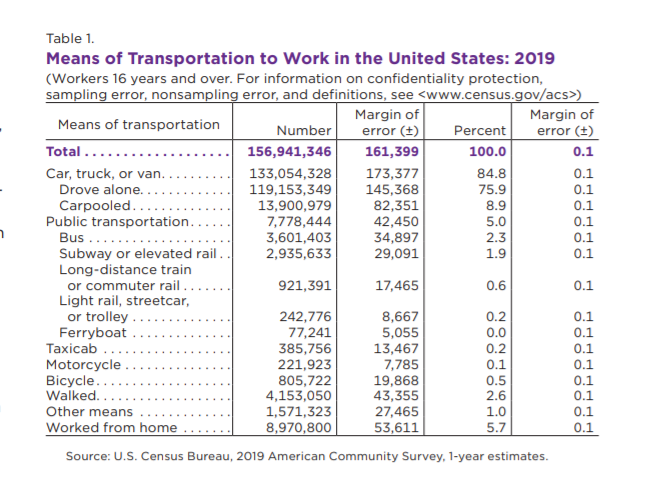 Table 1.
Means of Transportation to Work in the United States: 2019
(Workers 16 years and over. For information on confidentiality protection,
sampling error, nonsampling error, and definitions, see <www.census.gov/acs>)
Means of transportation Number Margin of error (±) Percent Margin of error (±)
Total . . . . . . . . . . . . . . . . . . . 156,941,346 161,399 100.0 0.1
Car, truck, or van. . . . . . . . . . 133,054,328 173,377 84.8 0.1
Drove alone. . . . . . . . . . . . 119,153,349 145,368 75.9 0.1
Carpooled. . . . . . . . . . . . . 13,900,979 82,351 8.9 0.1
Public transportation. . . . . . 7,778,444 42,450 5.0 0.1
Bus . . . . . . . . . . . . . . . . . . 3,601,403 34,897 2.3 0.1
Subway or elevated rail . . 2,935,633 29,091 1.9 0.1
Long-distance train
or commuter rail . . . . . . . 921,391 17,465 0.6 0.1
Light rail, streetcar,
or trolley . . . . . . . . . . . . . 242,776 8,667 0.2 0.1
Ferryboat . . . . . . . . . . . . . 77,241 5,055 0.0 0.1
Taxicab . . . . . . . . . . . . . . . . 385,756 13,467 0.2 0.1
Motorcycle . . . . . . . . . . . . . . 221,923 7,785 0.1 0.1
Bicycle. . . . . . . . . . . . . . . . . 805,722 19,868 0.5 0.1
Walked. . . . . . . . . . . . . . . . . 4,153,050 43,355 2.6 0.1
Other means . . . . . . . . . . . . 1,571,323 27,465 1.0 0.1
Worked from home . . . . . . . 8,970,800 53,611 5.7 0.1
Source: U.S. Census Bureau, 2019 American Community Survey, 1-year estimates.